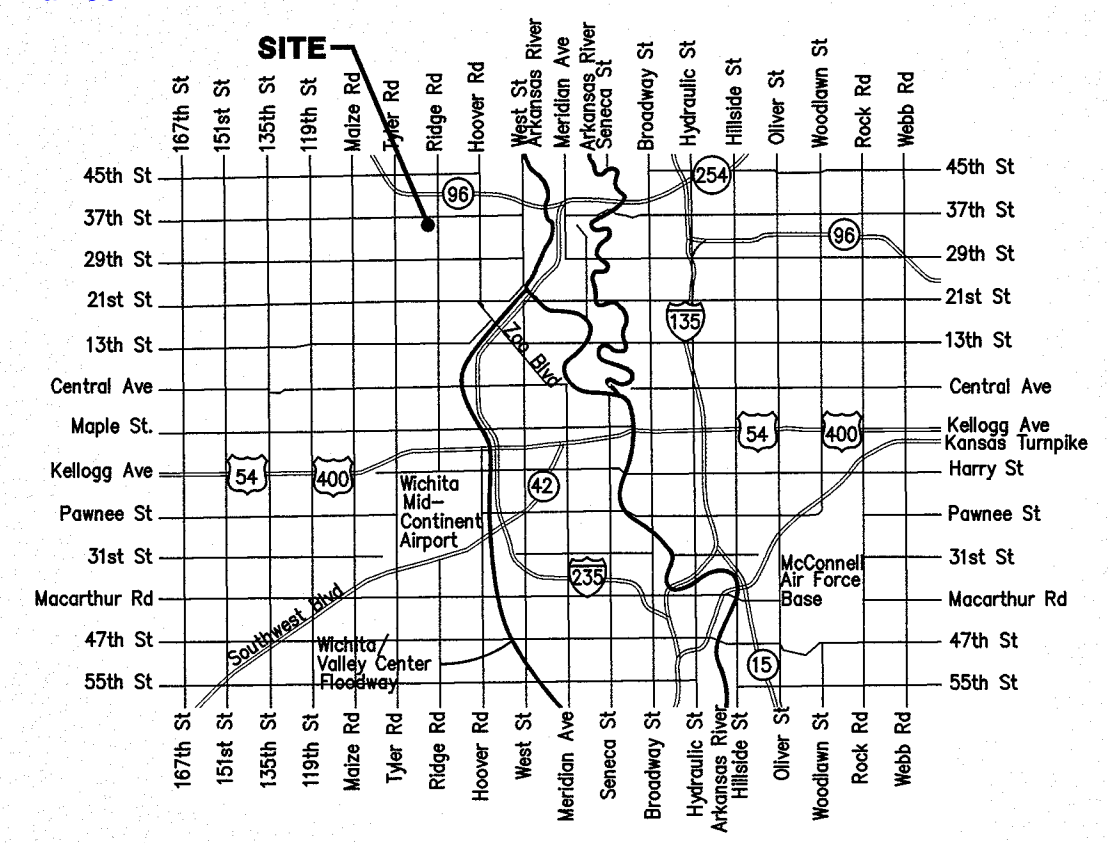 SITE
167th St
151st St
135th St
119th St
Maize Rd
Tyler Rd
Ridge Rd
Hoover Rd
West St
Arkansas River
Meridian Ave
Arkansas River
Seneca St
Broadway St
Hydraulic St
Hillside St
Oliver St
Woodlawn St
Rock Rd
Webb Rd
45th St
96
254
45th St
37th St
37th St
96
29th St
29th St
21st St
21st St
135
13th St
Zoo Blvd
13th St
Central Ave
Central Ave
Maple St.
54
400
Kellogg Ave
Kansas Turnpike
Kellogg Ave
54
400
Harry St
Wichita
Mid-
Continent
Airport
42
Pawnee St
Pawnee St
31st St
31st St
McConnell
Air Force
Base
235
Macarthur Rd
Macarthur Rd
Southwest Blvd
47th St
47th St
Wichita/
Valley Center
Floodway
15
55th St
55th St
167th St
151st St
135th St
119th St
Maize Rd
Tyler Rd
Ridge Rd
Hoover Rd
West St
Meridian Ave
Seneca St
Broadway St
Hydraulic St
Arkansas River
Hillside St
Oliver St
Woodlawn St
Rock Rd
Webb Rd